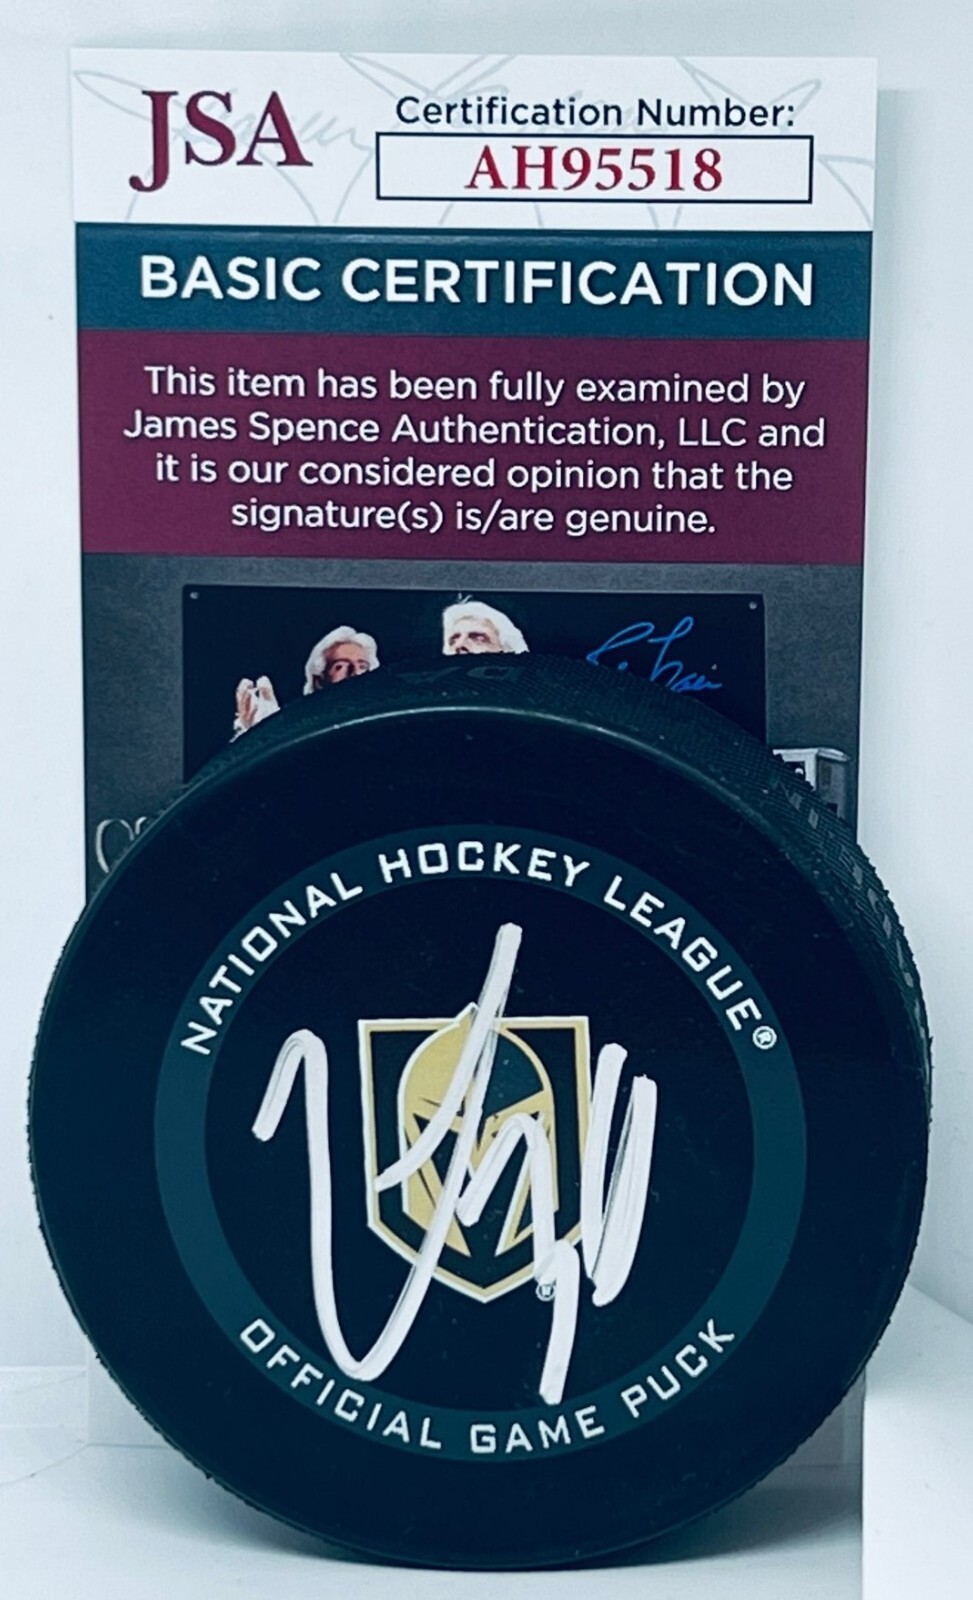 JSA
Certification Number:
AH95518
BASIC CERTIFICATION
This item has been fully examined by
James Spence Authentication, LLC and
it is our considered opinion that the
signature(s) is/are genuine.
NATIONAL HOCKEY LEAGUE®
OFFICIAL GAME PUCK